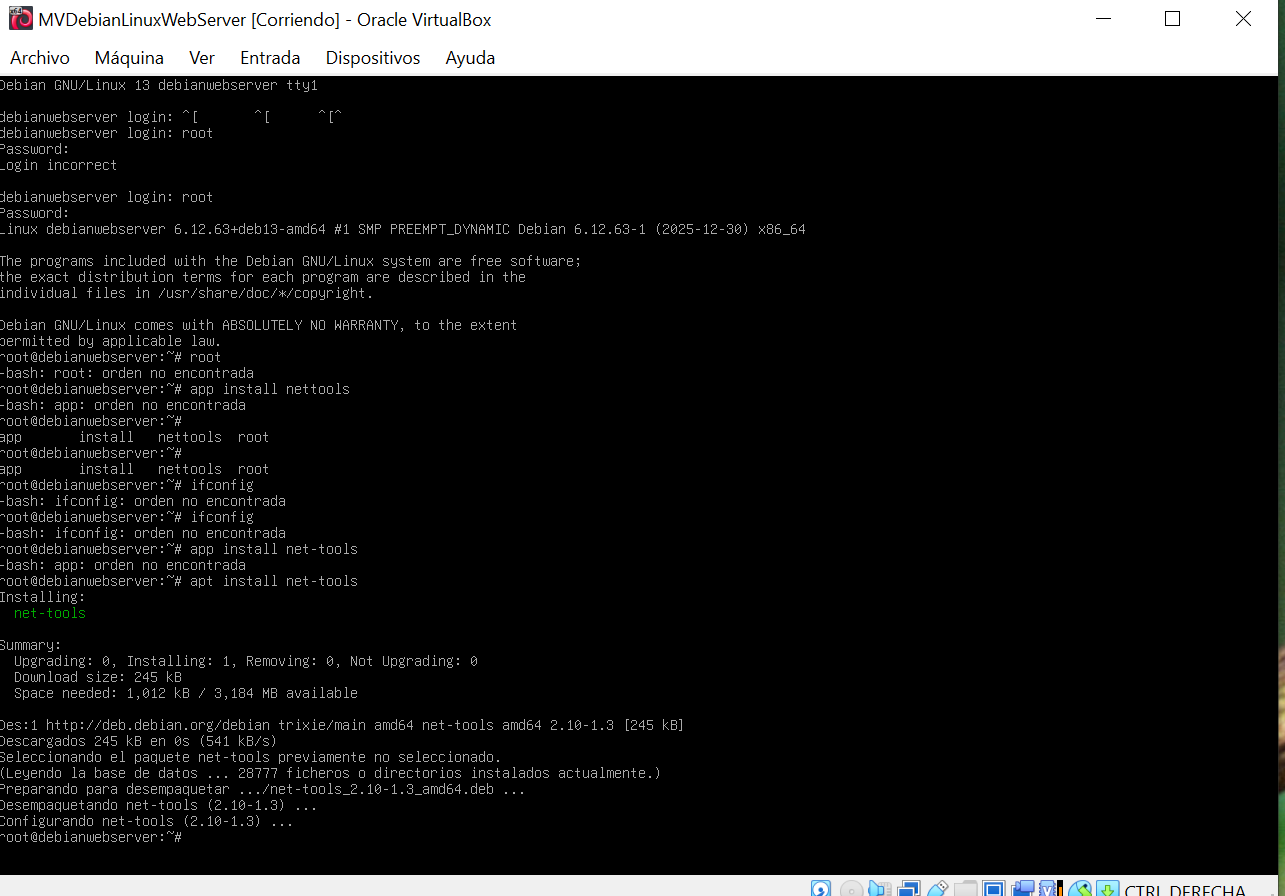 MVDebianLinuxWebServer [Corriendo] - Oracle VirtualBox
Archivo Máquina Ver Entrada Dispositivos Ayuda
Debian GNU/Linux 13 debianwebserver tty1
debianwebserver login: ^[       ^[      ^[^
debianwebserver login: root
Password:
Login incorrect
debianwebserver login: root
Password:
Linux debianwebserver 6.12.63+deb13-amd64 #1 SMP PREEMPT_DYNAMIC Debian 6.12.63-1 (2025-12-30) x86_64
The programs included with the Debian GNU/Linux system are free software;
the exact distribution terms for each program are described in the
individual files in /usr/share/doc/*/copyright.
Debian GNU/Linux comes with ABSOLUTELY NO WARRANTY, to the extent
permitted by applicable law.
root@debianwebserver:~# root
-bash: root: orden no encontrada
root@debianwebserver:~# app install nettools
-bash: app: orden no encontrada
root@debianwebserver:~#
app       install   nettools  root
root@debianwebserver:~#
app       install   nettools  root
root@debianwebserver:~# ifconfig
-bash: ifconfig: orden no encontrada
root@debianwebserver:~# ifconfig
-bash: ifconfig: orden no encontrada
root@debianwebserver:~# app install net-tools
-bash: app: orden no encontrada
root@debianwebserver:~# apt install net-tools
Installing:
  net-tools
Summary:
  Upgrading: 0, Installing: 1, Removing: 0, Not Upgrading: 0
  Download size: 245 kB
  Space needed: 1,012 kB / 3,184 MB available
Des:1 http://deb.debian.org/debian trixie/main amd64 net-tools amd64 2.10-1.3 [245 kB]
Descargados 245 kB en 0s (541 kB/s)
Seleccionando el paquete net-tools previamente no seleccionado.
(Leyendo la base de datos ... 28777 ficheros o directorios instalados actualmente.)
Preparando para desempaquetar .../net-tools_2.10-1.3_amd64.deb ...
Desempaquetando net-tools (2.10-1.3) ...
Configurando net-tools (2.10-1.3) ...
root@debianwebserver:~#
CTRL DERECHA